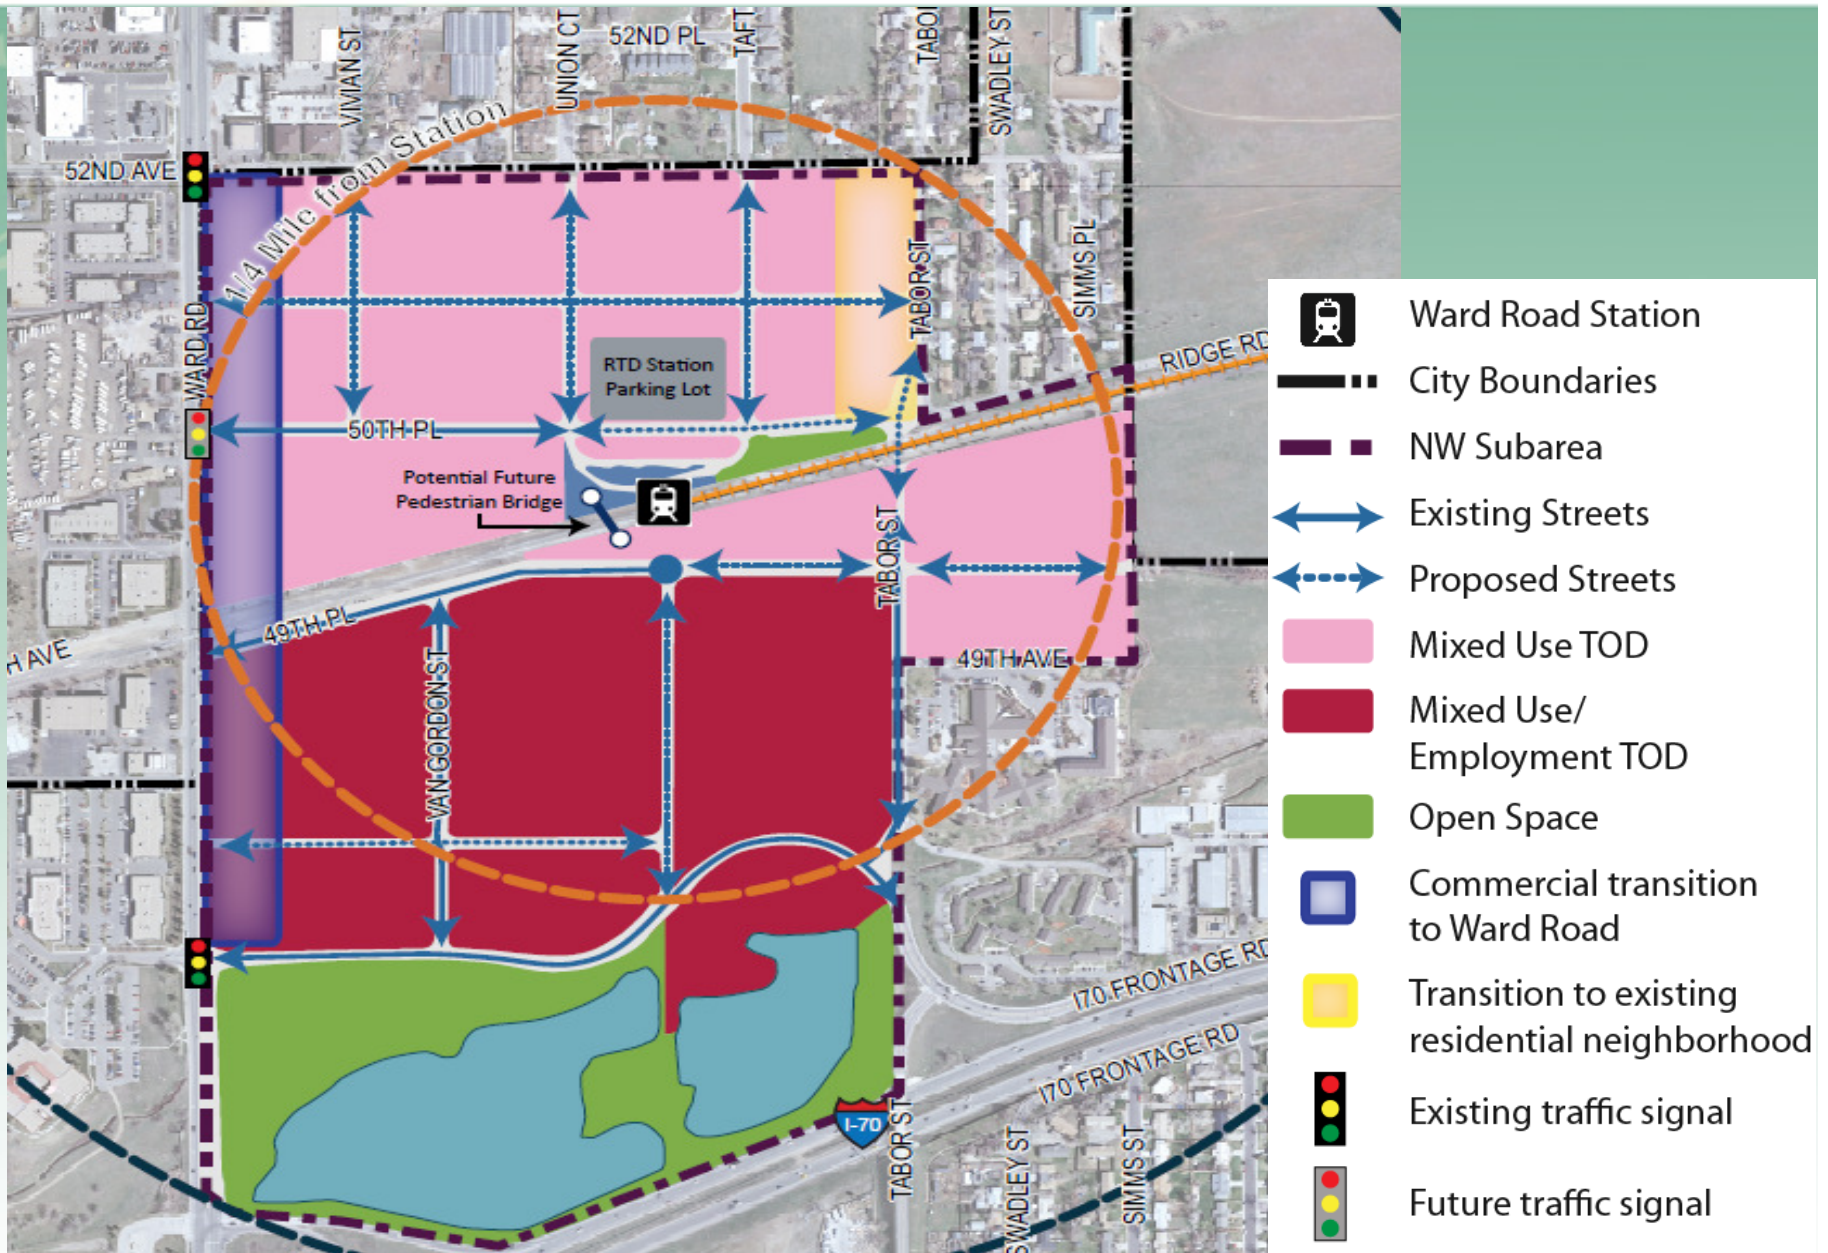 52ND PL
VIVIAN ST
UNION CT
TAFT
TABOR
SWADLEY ST
52ND AVE
1/4 Mile from Station
TABOR ST
SIMMS PL
WARD RD
RTD Station
Parking Lot
RIDGE RD
50TH PL
Potential Future
Pedestrian Bridge
TABOR ST
49TH PL
H AVE
49TH AVE
VAN GORDON ST
I70 FRONTAGE RD
I70 FRONTAGE RD
I-70
TABOR ST
SWADLEY ST
SIMMS ST
Ward Road Station
City Boundaries
NW Subarea
Existing Streets
Proposed Streets
Mixed Use TOD
Mixed Use/
Employment TOD
Open Space
Commercial transition
to Ward Road
Transition to existing
residential neighborhood
Existing traffic signal
Future traffic signal